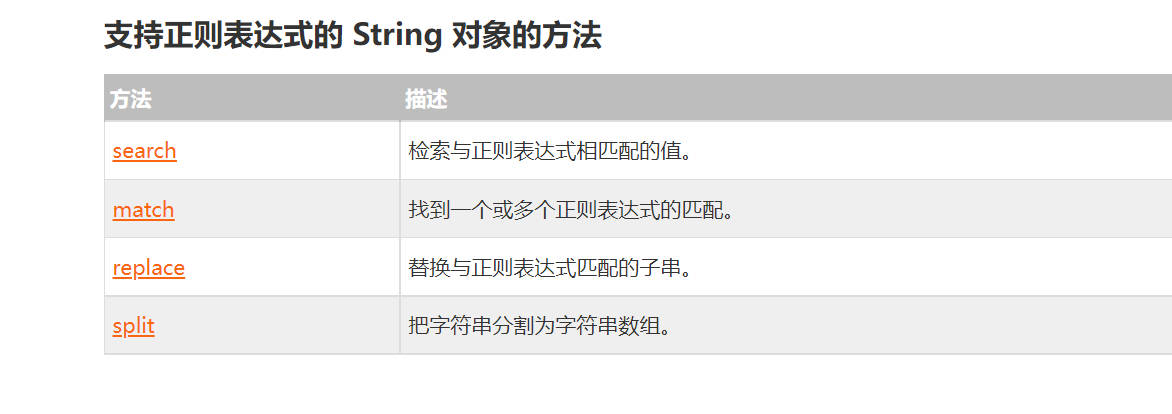 支持正则表达式的 String 对象的方法
方法 描述
search 检索与正则表达式相匹配的值。
match 找到一个或多个正则表达式的匹配。
replace 替换与正则表达式匹配的子串。
split 把字符串分割为字符串数组。